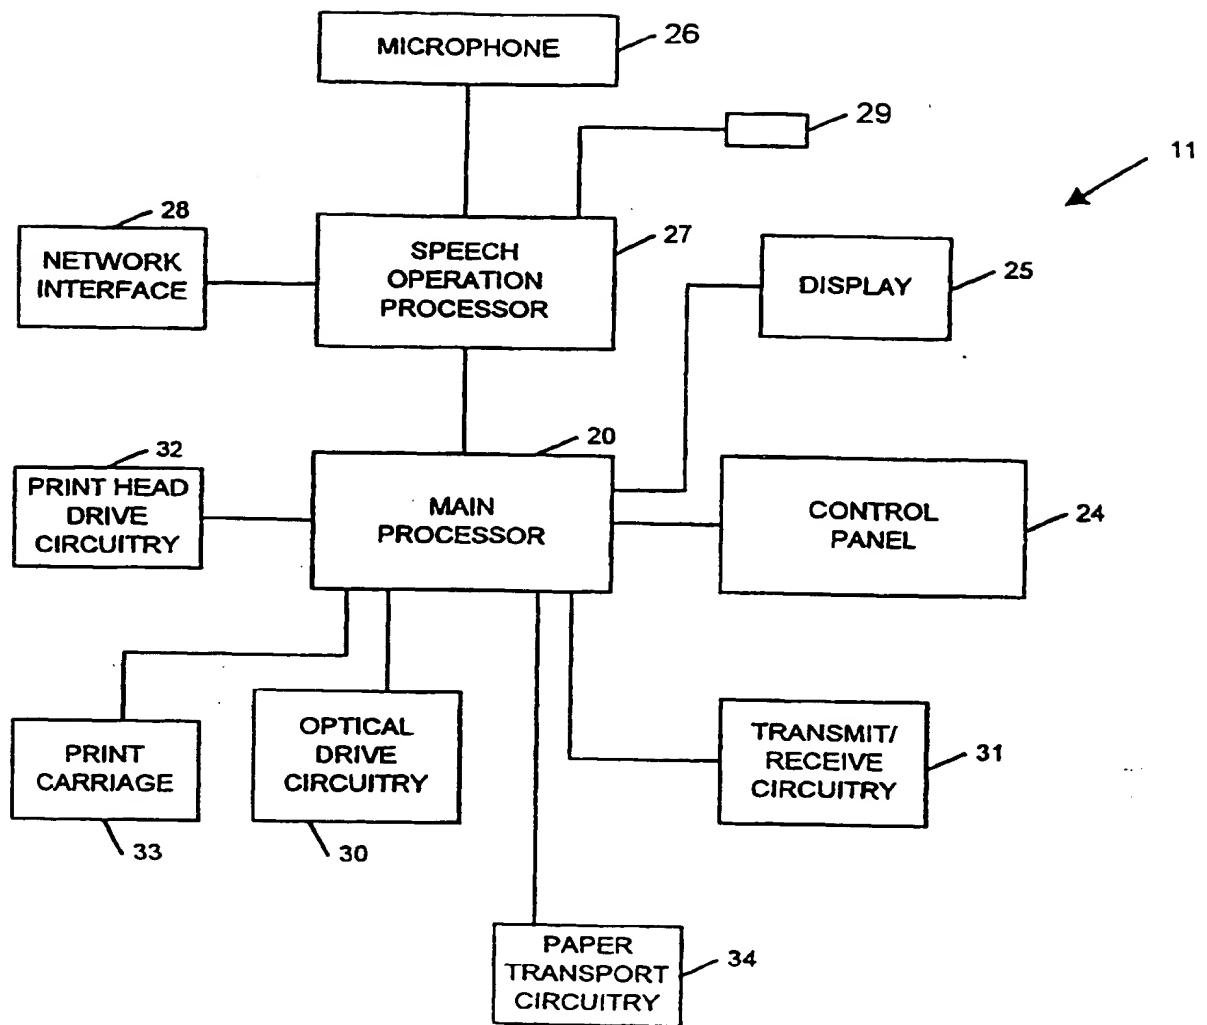 MICROPHONE
26
29
11
28
NETWORK
INTERFACE
SPEECH
OPERATION
PROCESSOR
27
DISPLAY
25
32
PRINT HEAD
DRIVE
CIRCUITRY
20
MAIN
PROCESSOR
CONTROL
PANEL
24
PRINT
CARRIAGE
33
OPTICAL
DRIVE
CIRCUITRY
30
TRANSMIT/
RECEIVE
CIRCUITRY
31
PAPER
TRANSPORT
CIRCUITRY
34